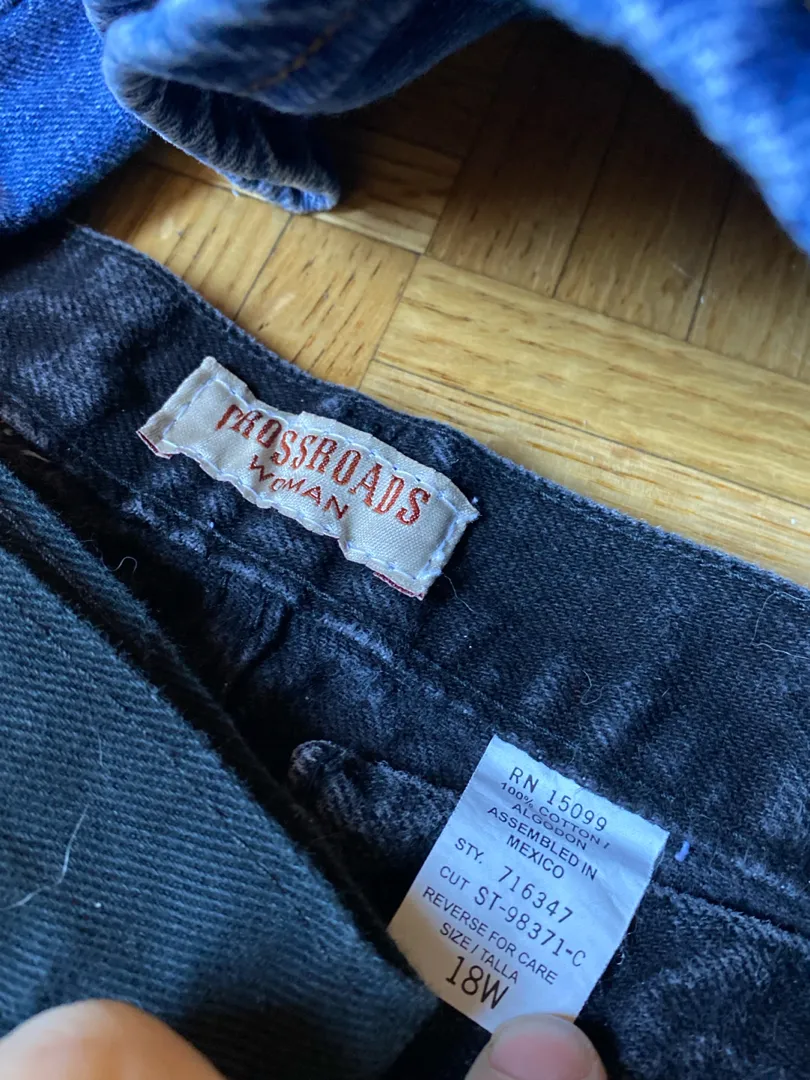 CROSSROADS
WOMAN
RN 15099
100% COTTON /
ALGODON
ASSEMBLED IN
MEXICO
STY. 716347
CUT ST-98371-C
REVERSE FOR CARE
SIZE / TALLA
18W